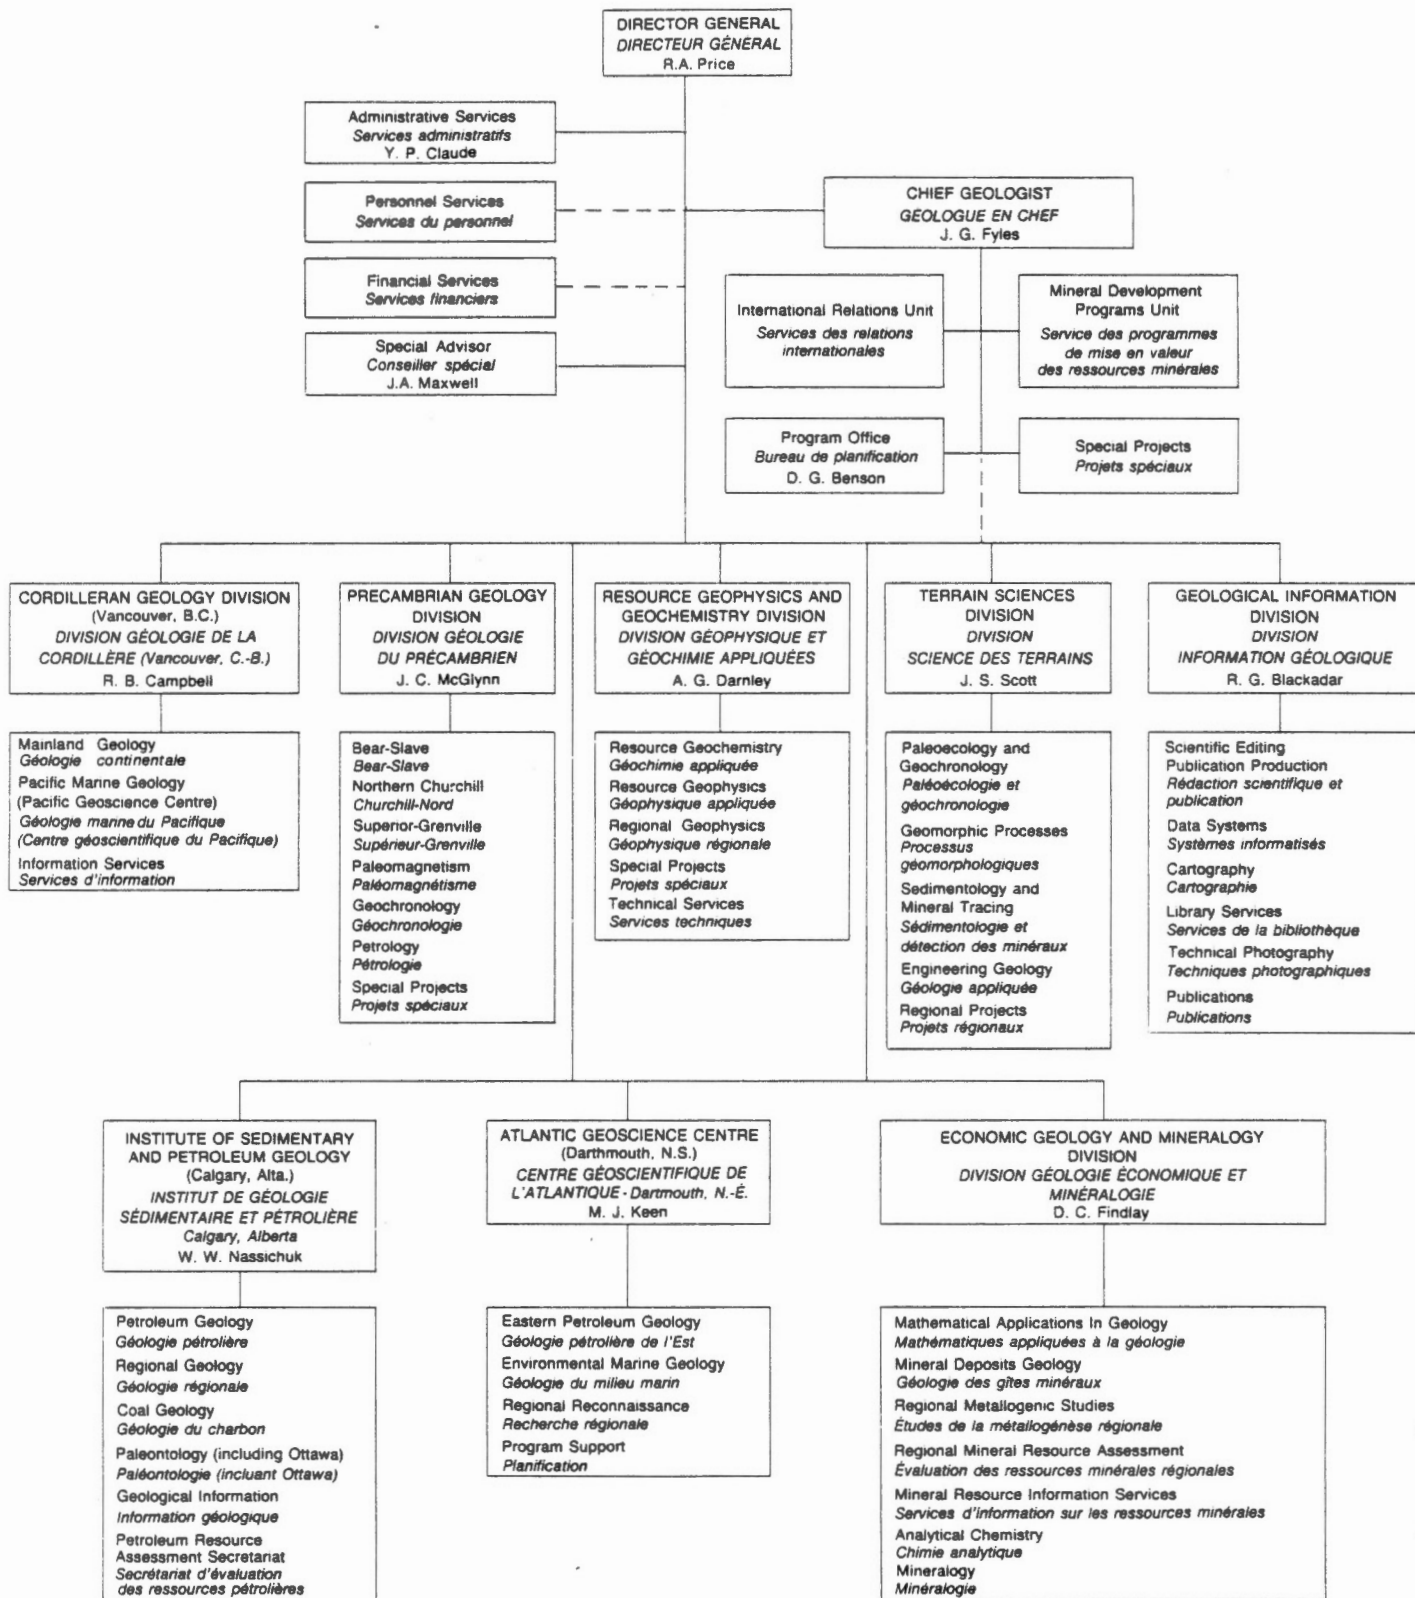 DIRECTOR GENERAL
DIRECTEUR GÉNÉRAL
R.A. Price
Administrative Services
Services administratifs
Y. P. Claude
Personnel Services
Services du personnel
Financial Services
Services financiers
Special Advisor
Conseiller spécial
J.A. Maxwell
CHIEF GEOLOGIST
GÉOLOGUE EN CHEF
J. G. Fyles
International Relations Unit
Services des relations
internationales
Mineral Development
Programs Unit
Service des programmes
de mise en valeur
des ressources minérales
Program Office
Bureau de planification
D. G. Benson
Special Projects
Projets spéciaux
CORDILLERAN GEOLOGY DIVISION
(Vancouver, B.C.)
DIVISION GÉOLOGIE DE LA
CORDILLÈRE (Vancouver, C.-B.)
R. B. Campbell
Mainland Geology
Géologie continentale
Pacific Marine Geology
(Pacific Geoscience Centre)
Géologie marine du Pacifique
(Centre géoscientifique du Pacifique)
Information Services
Services d'information
PRECAMBRIAN GEOLOGY
DIVISION
DIVISION GÉOLOGIE
DU PRÉCAMBRIEN
J. C. McGlynn
Bear-Slave
Bear-Slave
Northern Churchill
Churchill-Nord
Superior-Grenville
Supérieur-Grenville
Paleomagnetism
Paléomagnétisme
Geochronology
Géochronologie
Petrology
Pétrologie
Special Projects
Projets spéciaux
RESOURCE GEOPHYSICS AND
GEOCHEMISTRY DIVISION
DIVISION GÉOPHYSIQUE ET
GÉOCHIMIE APPLIQUÉES
A. G. Darnley
Resource Geochemistry
Géochimie appliquée
Resource Geophysics
Géophysique appliquée
Regional Geophysics
Géophysique régionale
Special Projects
Projets spéciaux
Technical Services
Services techniques
TERRAIN SCIENCES
DIVISION
DIVISION
SCIENCE DES TERRAINS
J. S. Scott
Paleoecology and
Geochronology
Paléoécologie et
géochronologie
Geomorphic Processes
Processus
géomorphologiques
Sedimentology and
Mineral Tracing
Sédimentologie et
détection des minéraux
Engineering Geology
Géologie appliquée
Regional Projects
Projets régionaux
GEOLOGICAL INFORMATION
DIVISION
DIVISION
INFORMATION GÉOLOGIQUE
R. G. Blackadar
Scientific Editing
Publication Production
Rédaction scientifique et
publication
Data Systems
Systèmes informatisés
Cartography
Cartographie
Library Services
Services de la bibliothèque
Technical Photography
Techniques photographiques
Publications
Publications
INSTITUTE OF SEDIMENTARY
AND PETROLEUM GEOLOGY
(Calgary, Alta.)
INSTITUT DE GÉOLOGIE
SÉDIMENTAIRE ET PÉTROLIÈRE
Calgary, Alberta
W. W. Nassichuk
Petroleum Geology
Géologie pétrolière
Regional Geology
Géologie régionale
Coal Geology
Géologie du charbon
Paleontology (including Ottawa)
Paléontologie (incluant Ottawa)
Geological Information
Information géologique
Petroleum Resource
Assessment Secretariat
Secrétariat d'évaluation
des ressources pétrolières
ATLANTIC GEOSCIENCE CENTRE
(Darthmouth, N.S.)
CENTRE GÉOSCIENTIFIQUE DE
L'ATLANTIQUE - Dartmouth, N.-É.
M. J. Keen
Eastern Petroleum Geology
Géologie pétrolière de l'Est
Environmental Marine Geology
Géologie du milieu marin
Regional Reconnaissance
Recherche régionale
Program Support
Planification
ECONOMIC GEOLOGY AND MINERALOGY
DIVISION
DIVISION GÉOLOGIE ÉCONOMIQUE ET
MINÉRALOGIE
D. C. Findlay
Mathematical Applications In Geology
Mathématiques appliquées à la géologie
Mineral Deposits Geology
Géologie des gîtes minéraux
Regional Metallogenic Studies
Études de la métallogénèse régionale
Regional Mineral Resource Assessment
Évaluation des ressources minérales régionales
Mineral Resource Information Services
Services d'information sur les ressources minérales
Analytical Chemistry
Chimie analytique
Mineralogy
Minéralogie